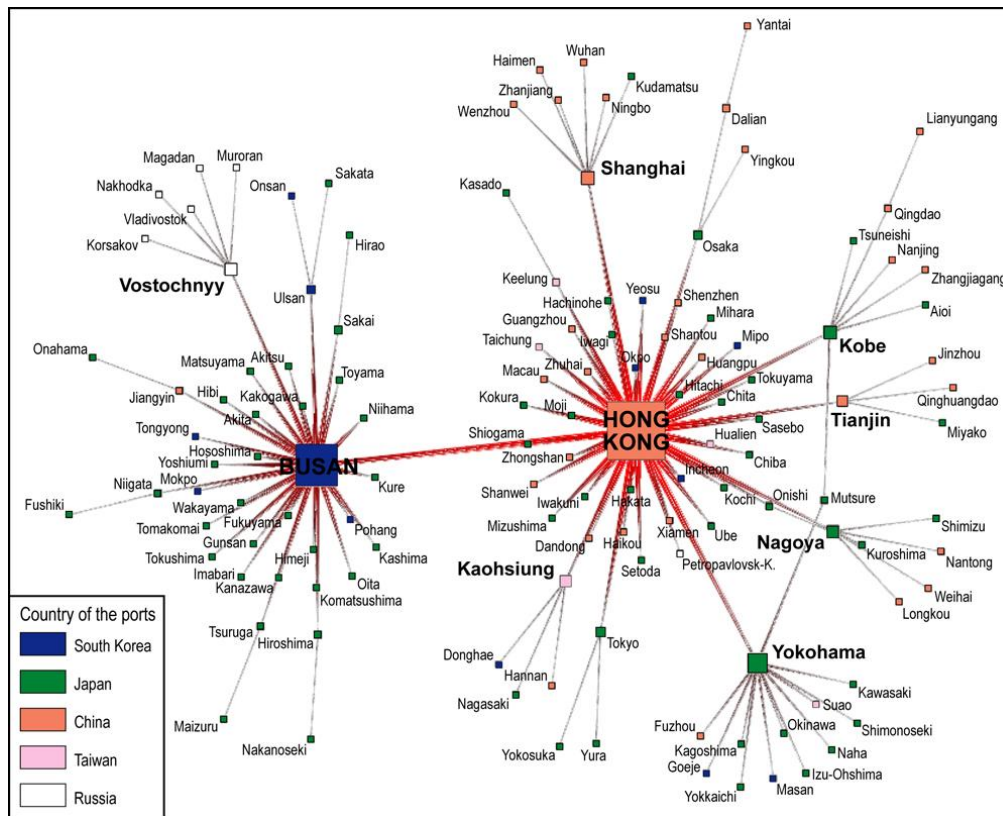 Yantai
Wuhan
Haimen
Zhanjiang
Kudamatsu
Wenzhou
Ningbo
Dalian
Lianyungang
Shanghai
Yingkou
Magadan
Muroran
Nakhodka
Onsan
Sakata
Kasado
Vladivostok
Korsakov
Hirao
Osaka
Qingdao
Tsuneishi
Nanjing
Vostochnyy
Keelung
Zhangjiagang
Ulsan
Hachinohe
Yeosu
Shenzhen
Aioi
Guangzhou
Mihara
Sakai
Iwagi
Shantou
Mipo
Kobe
Taichung
Onahama
Matsuyama
Akitsu
Okpo
Huangpu
Jinzhou
Toyama
Zhuhai
Tokuyama
Macau
Hitachi
Jiangyin
Hibi
Kakogawa
Chita
Qinghuangdao
Niihama
Kokura
Moji
HONG
KONG
Tianjin
Akita
Tongyong
Shiogama
Sasebo
Miyako
Hososhima
Hualien
Yoshiumi
BUSAN
Zhongshan
Chiba
Mokpo
Incheon
Kure
Niigata
Shanwei
Fushiki
Hakata
Kochi
Onishi
Mutsure
Wakayama
Iwakuni
Tomakomai
Fukuyama
Pohang
Mizushima
Xiamen
Ube
Nagoya
Shimizu
Gunsan
Dandong
Haikou
Kuroshima
Tokushima
Himeji
Kashima
Petropavlovsk-K.
Nantong
Imabari
Oita
Kaohsiung
Setoda
Kanazawa
Komatsushima
Weihai
Longkou
Country of the ports
Tsuruga
Hiroshima
Tokyo
South Korea
Donghae
Yokohama
Hannan
Japan
Nagasaki
Kawasaki
Suao
Maizuru
China
Fuzhou
Okinawa
Shimonoseki
Nakanoseki
Kagoshima
Naha
Taiwan
Yokosuka
Yura
Goeje
Izu-Ohshima
Yokkaichi
Masan
Russia